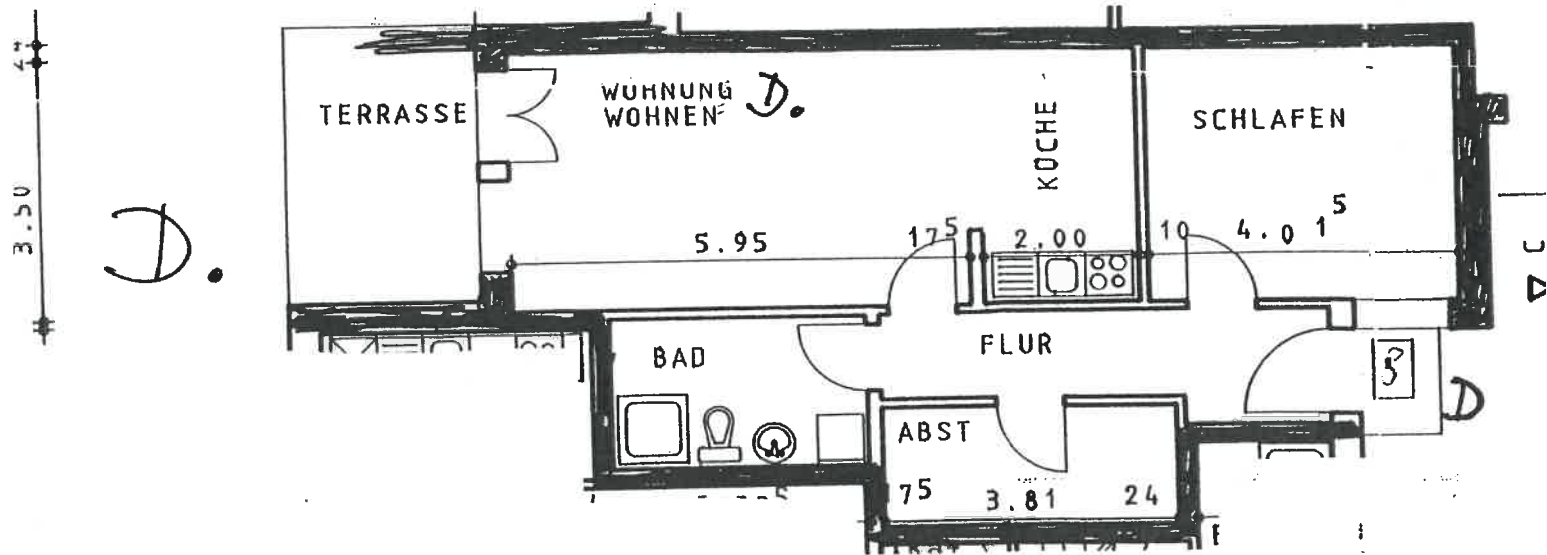 TERRASSE
WOHNUNG D.
WOHNEN
KÜCHE
SCHLAFEN
3.50
D.
5.95
17⁵
2.00
10
4.01⁵
BAD
FLUR
D
ABST
7⁵
3.81
24